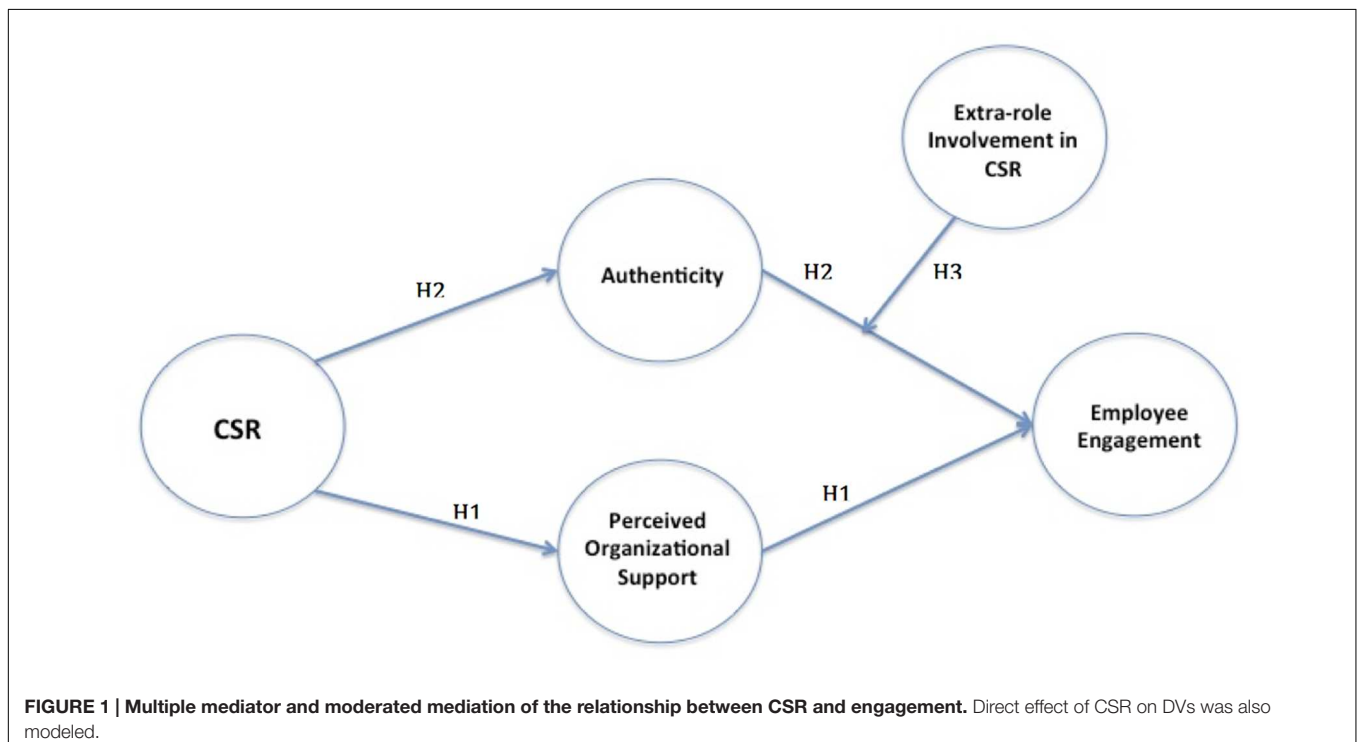 Extra-role
Involvement in
CSR
H3
Authenticity
H2
H2
CSR
Employee
Engagement
H1
H1
Perceived
Organizational
Support
FIGURE 1 | Multiple mediator and moderated mediation of the relationship between CSR and engagement. Direct effect of CSR on DVs was also
modeled.